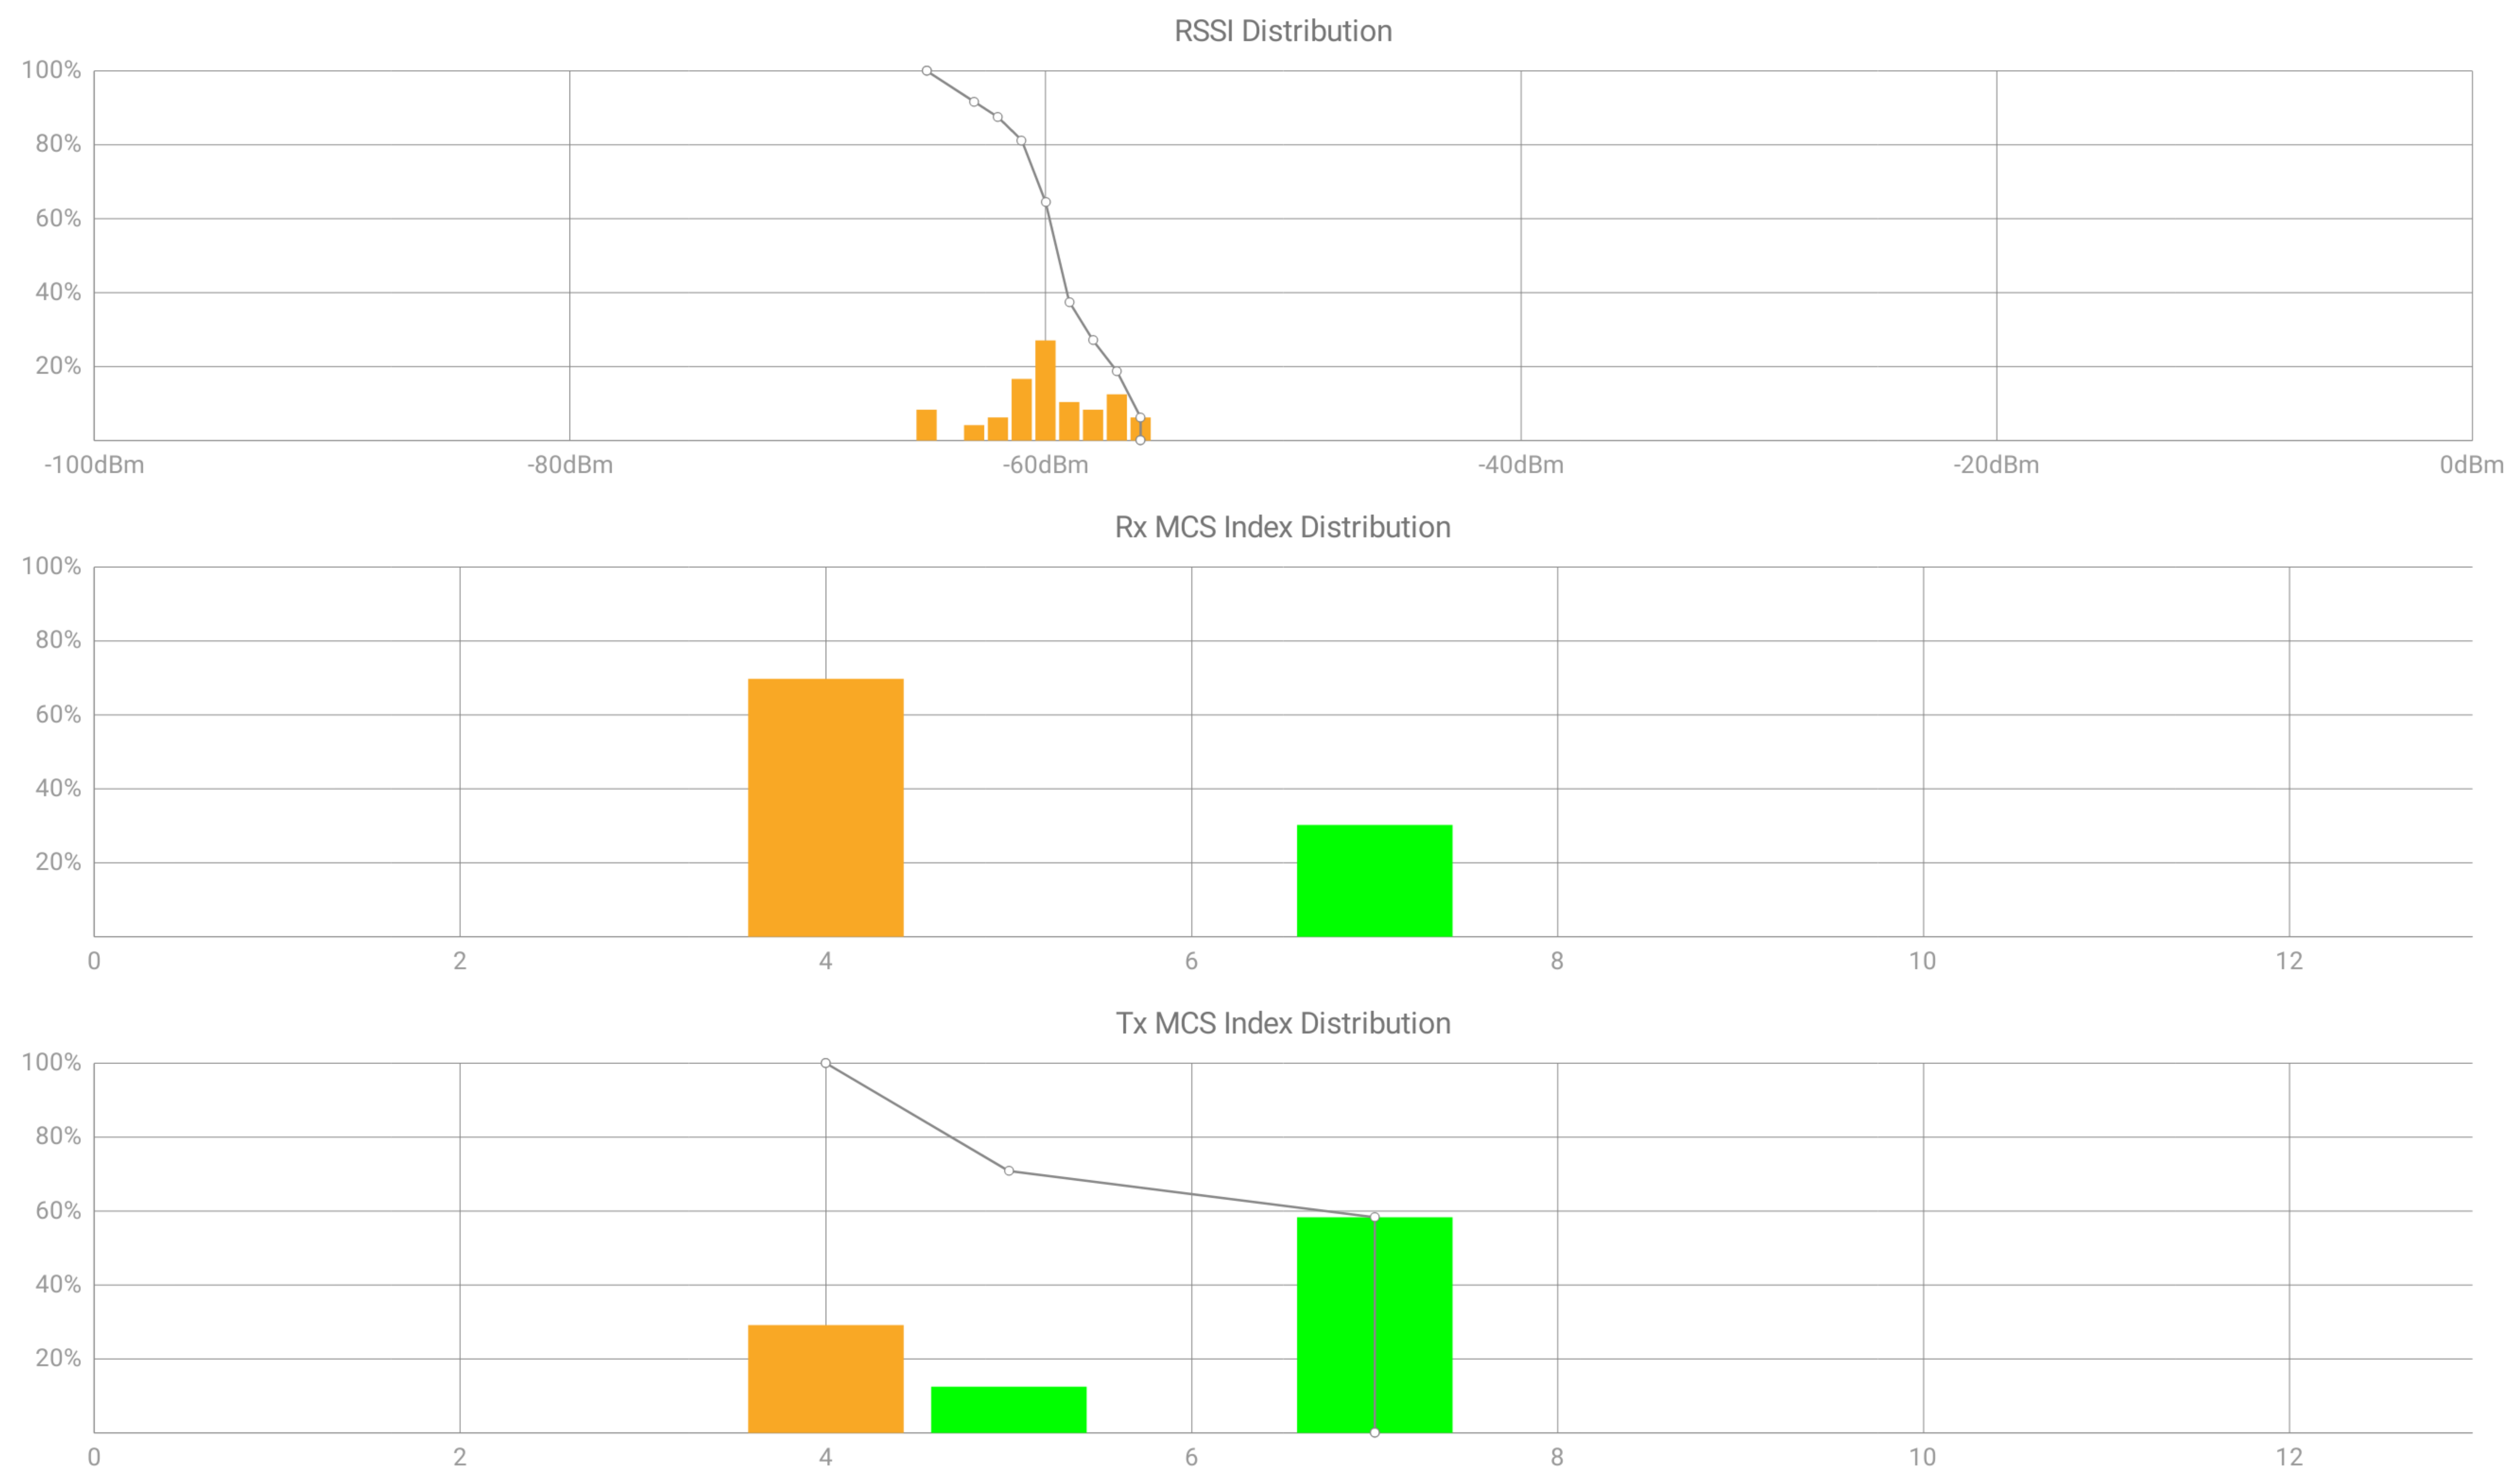 RSSI Distribution
100%
80%
60%
40%
20%
-100dBm -80dBm -60dBm -40dBm -20dBm 0dBm
Rx MCS Index Distribution
100%
80%
60%
40%
20%
0 2 4 6 8 10 12
Tx MCS Index Distribution
100%
80%
60%
40%
20%
0 2 4 6 8 10 12